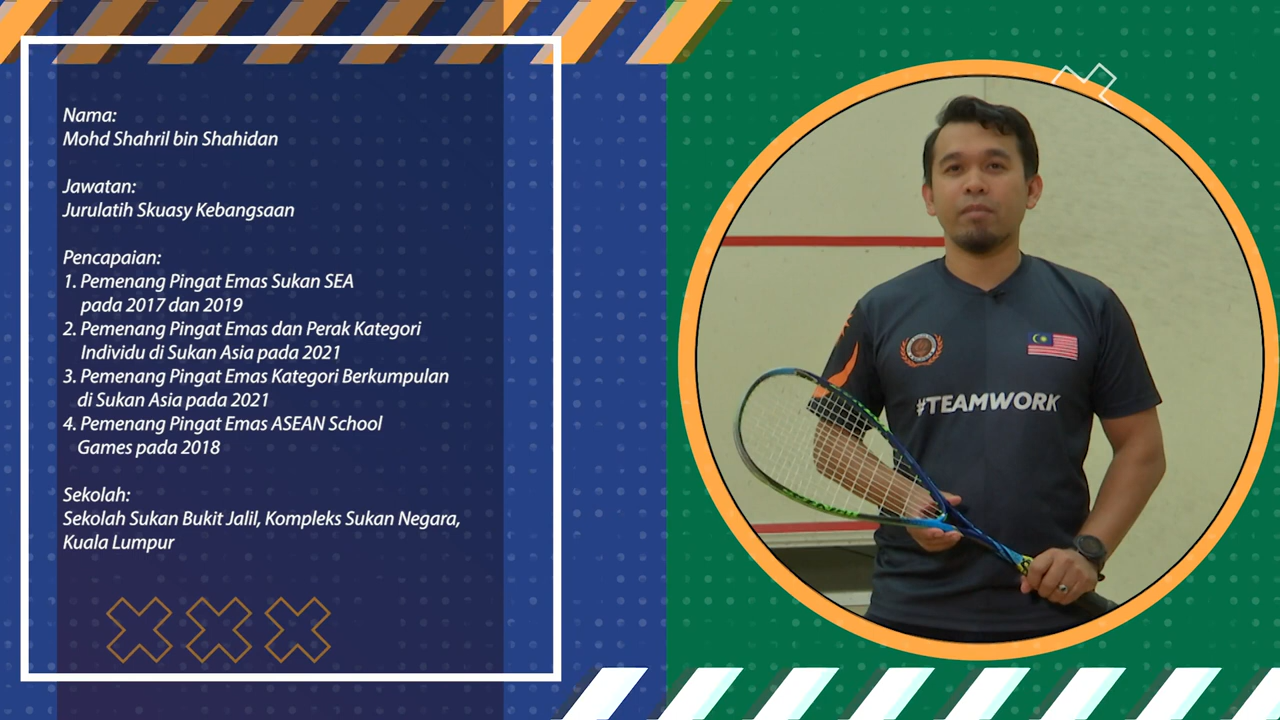 Nama:
Mohd Shahril bin Shahidan
Jawatan:
Jurulatih Skuasy Kebangsaan
Pencapaian:
1. Pemenang Pingat Emas Sukan SEA
pada 2017 dan 2019
2. Pemenang Pingat Emas dan Perak Kategori
Individu di Sukan Asia pada 2021
3. Pemenang Pingat Emas Kategori Berkumpulan
di Sukan Asia pada 2021
4. Pemenang Pingat Emas ASEAN School
Games pada 2018
Sekolah:
Sekolah Sukan Bukit Jalil, Kompleks Sukan Negara,
Kuala Lumpur
#TEAMWORK